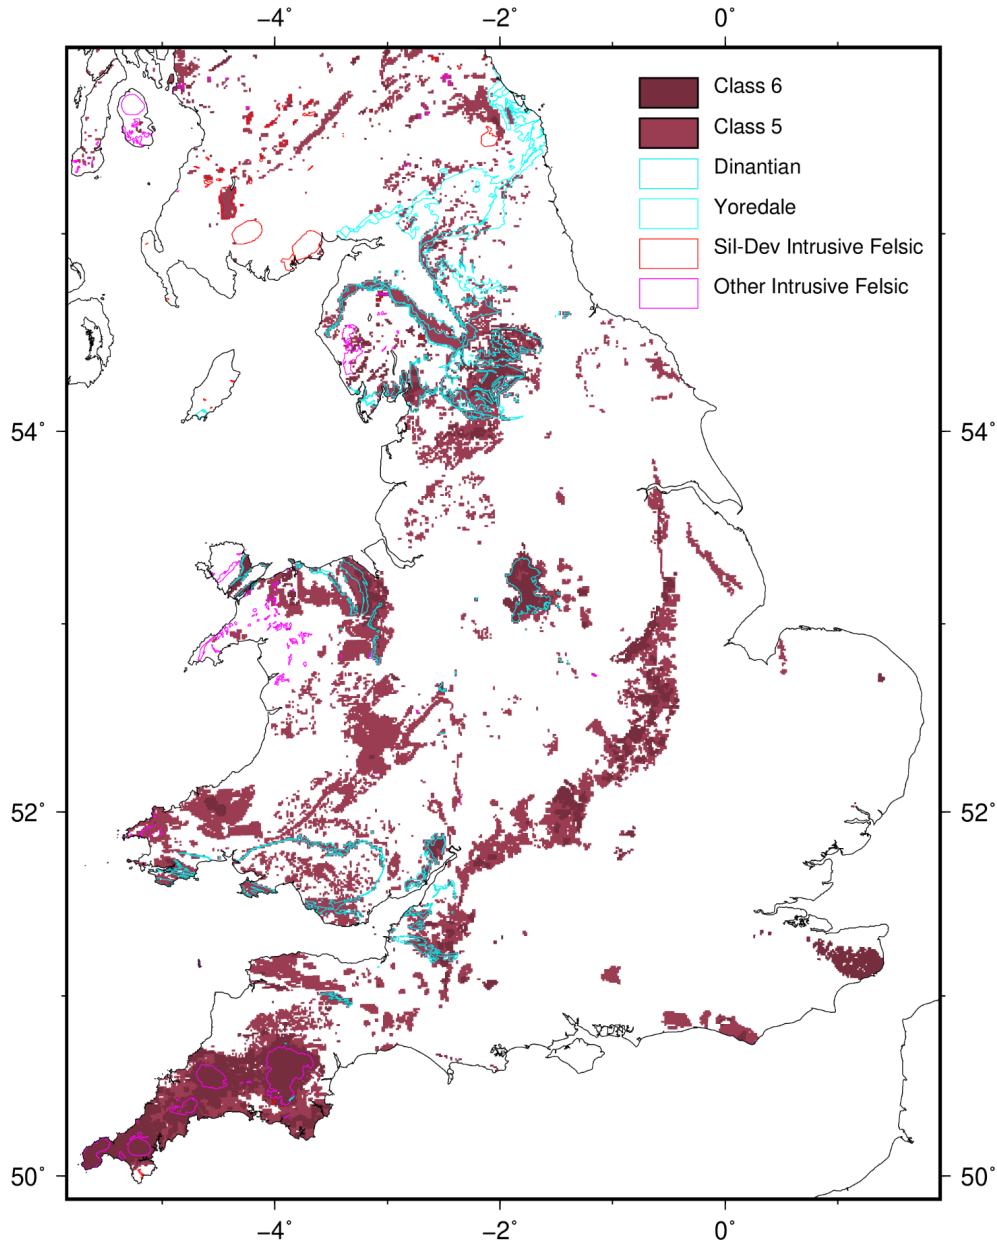 −4˚ −2˚ 0˚
Class 6
Class 5
Dinantian
Yoredale
Sil-Dev Intrusive Felsic
Other Intrusive Felsic
54˚ 54˚
52˚ 52˚
50˚ 50˚
−4˚ −2˚ 0˚